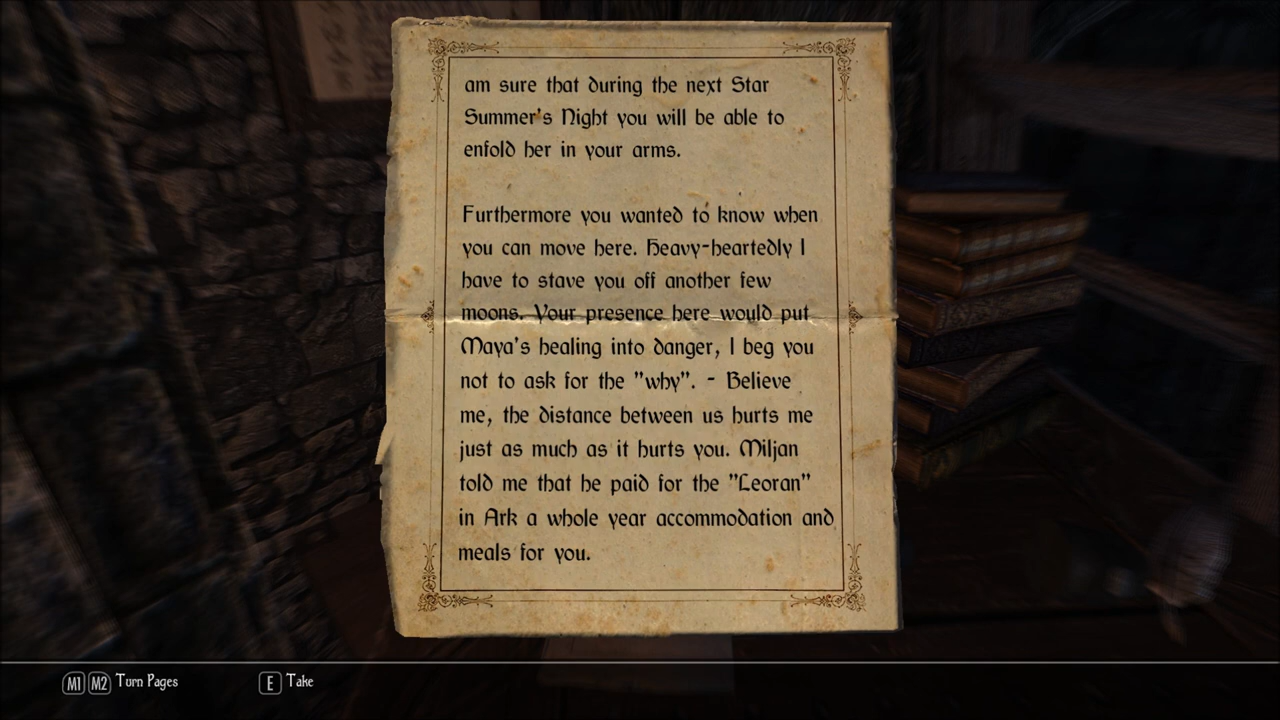 am sure that during the next Star
Summer's Night you will be able to
enfold her in your arms.
Furthermore you wanted to know when
you can move here. Heavy-heartedly I
have to stave you off another few
moons. Your presence here would put
Maya's healing into danger, I beg you
not to ask for the "why". - Believe
me, the distance between us hurts me
just as much as it hurts you. Miljan
told me that he paid for the "Leoran"
in Ark a whole year accommodation and
meals for you.
M1 M2 Turn Pages
E Take